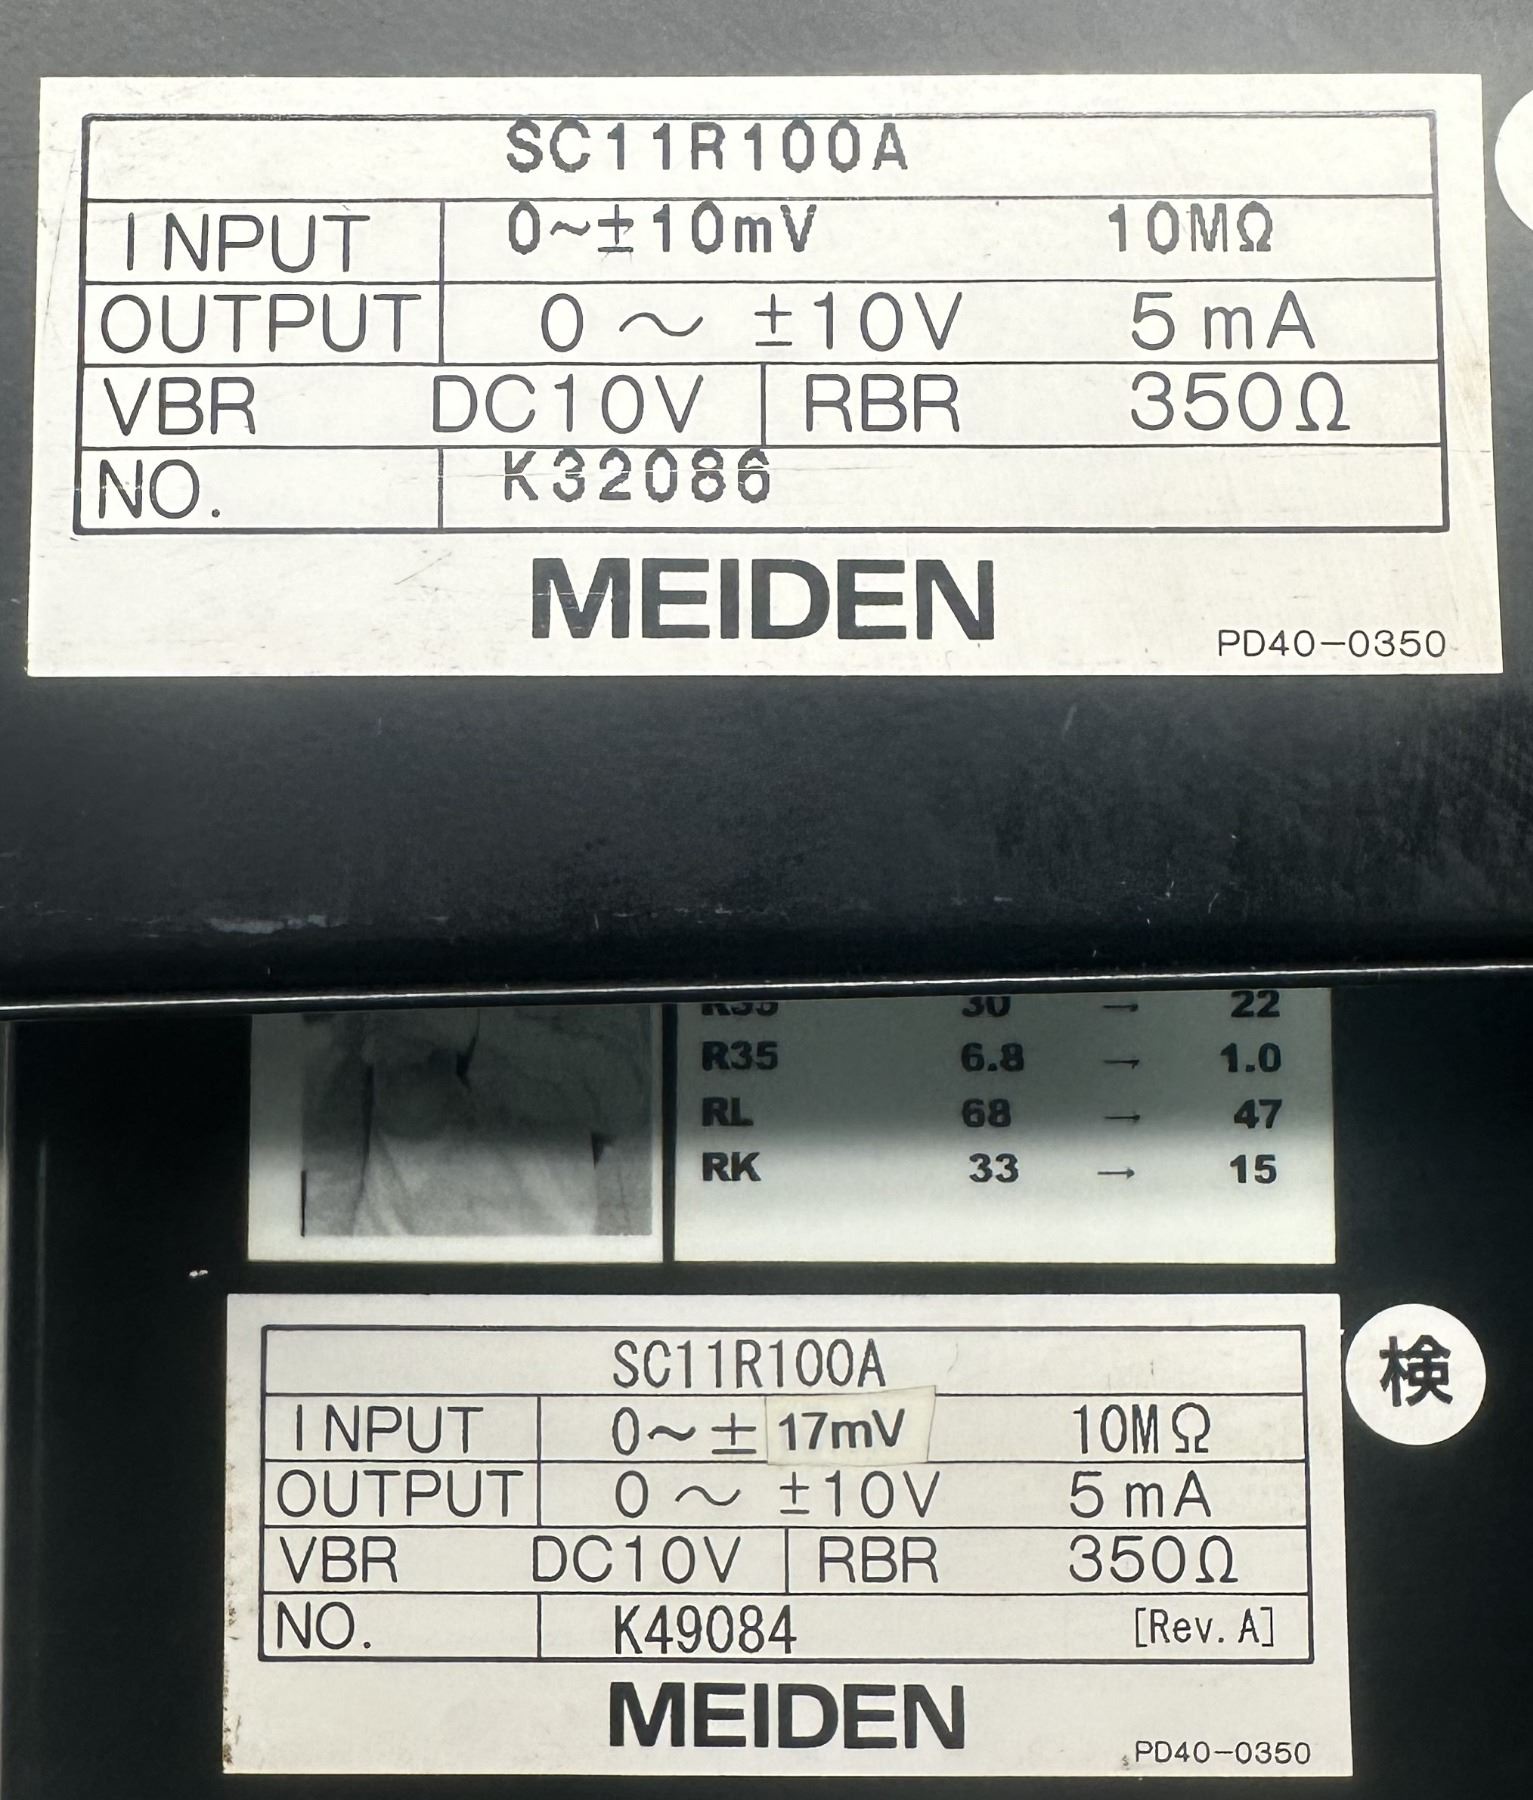 SC11R100A
INPUT 0~±10mV 10MΩ
OUTPUT 0 ~ ±10V 5mA
VBR DC10V RBR 350Ω
NO. K32086
MEIDEN
PD40-0350
30 → 22
R35 6.8 → 1.0
RL 68 → 47
RK 33 → 15
SC11R100A
INPUT 0~± 17mV 10MΩ
OUTPUT 0 ~ ±10V 5mA
VBR DC10V RBR 350Ω
NO. K49084 [Rev. A]
MEIDEN
PD40-0350
検